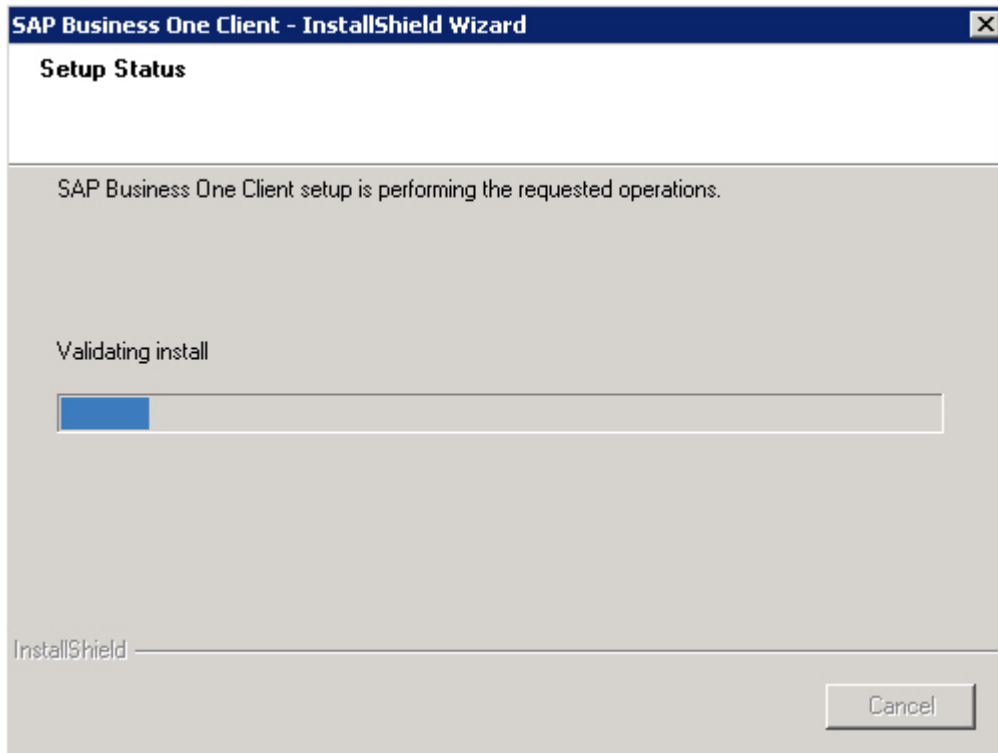 SAP Business One Client - InstallShield Wizard
Setup Status
SAP Business One Client setup is performing the requested operations.
Validating install
InstallShield
Cancel